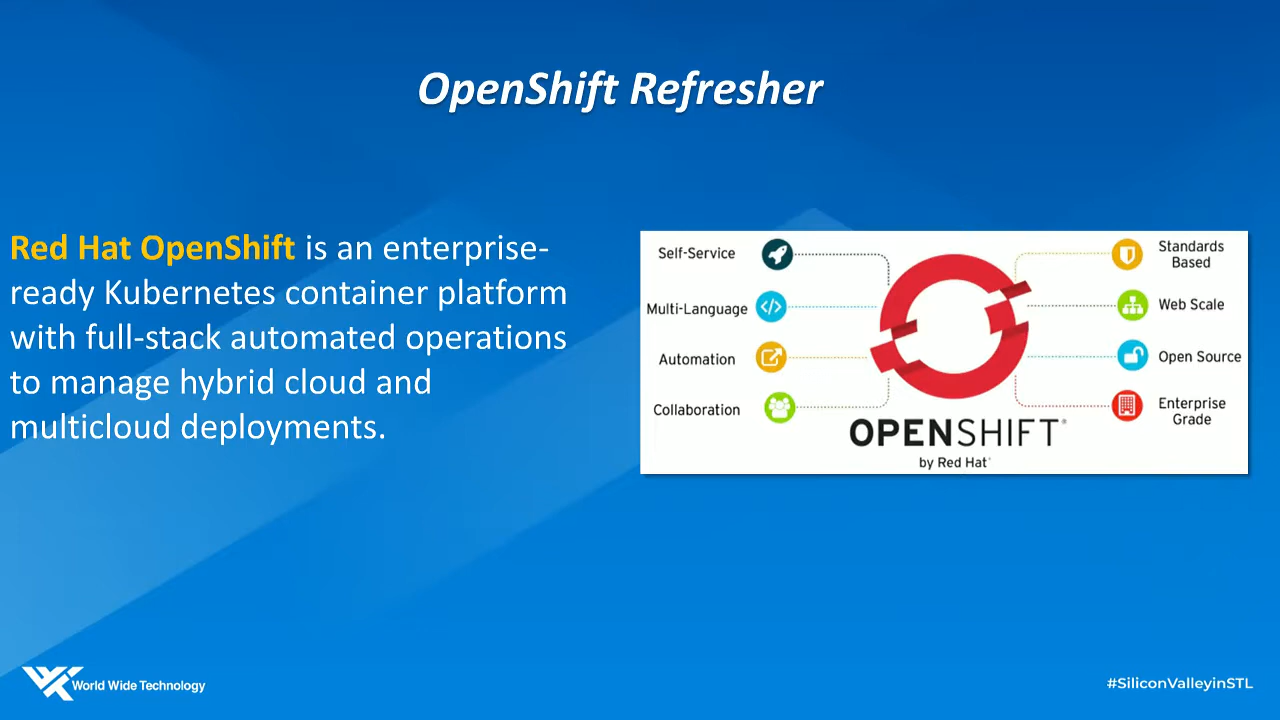 OpenShift Refresher
Red Hat OpenShift is an enterprise-
ready Kubernetes container platform
with full-stack automated operations
to manage hybrid cloud and
multicloud deployments.
Self-Service
Multi-Language
Automation
Collaboration
Standards
Based
Web Scale
Open Source
Enterprise
Grade
OPENSHIFT®
by Red Hat®
World Wide Technology
#SiliconValleyinSTL